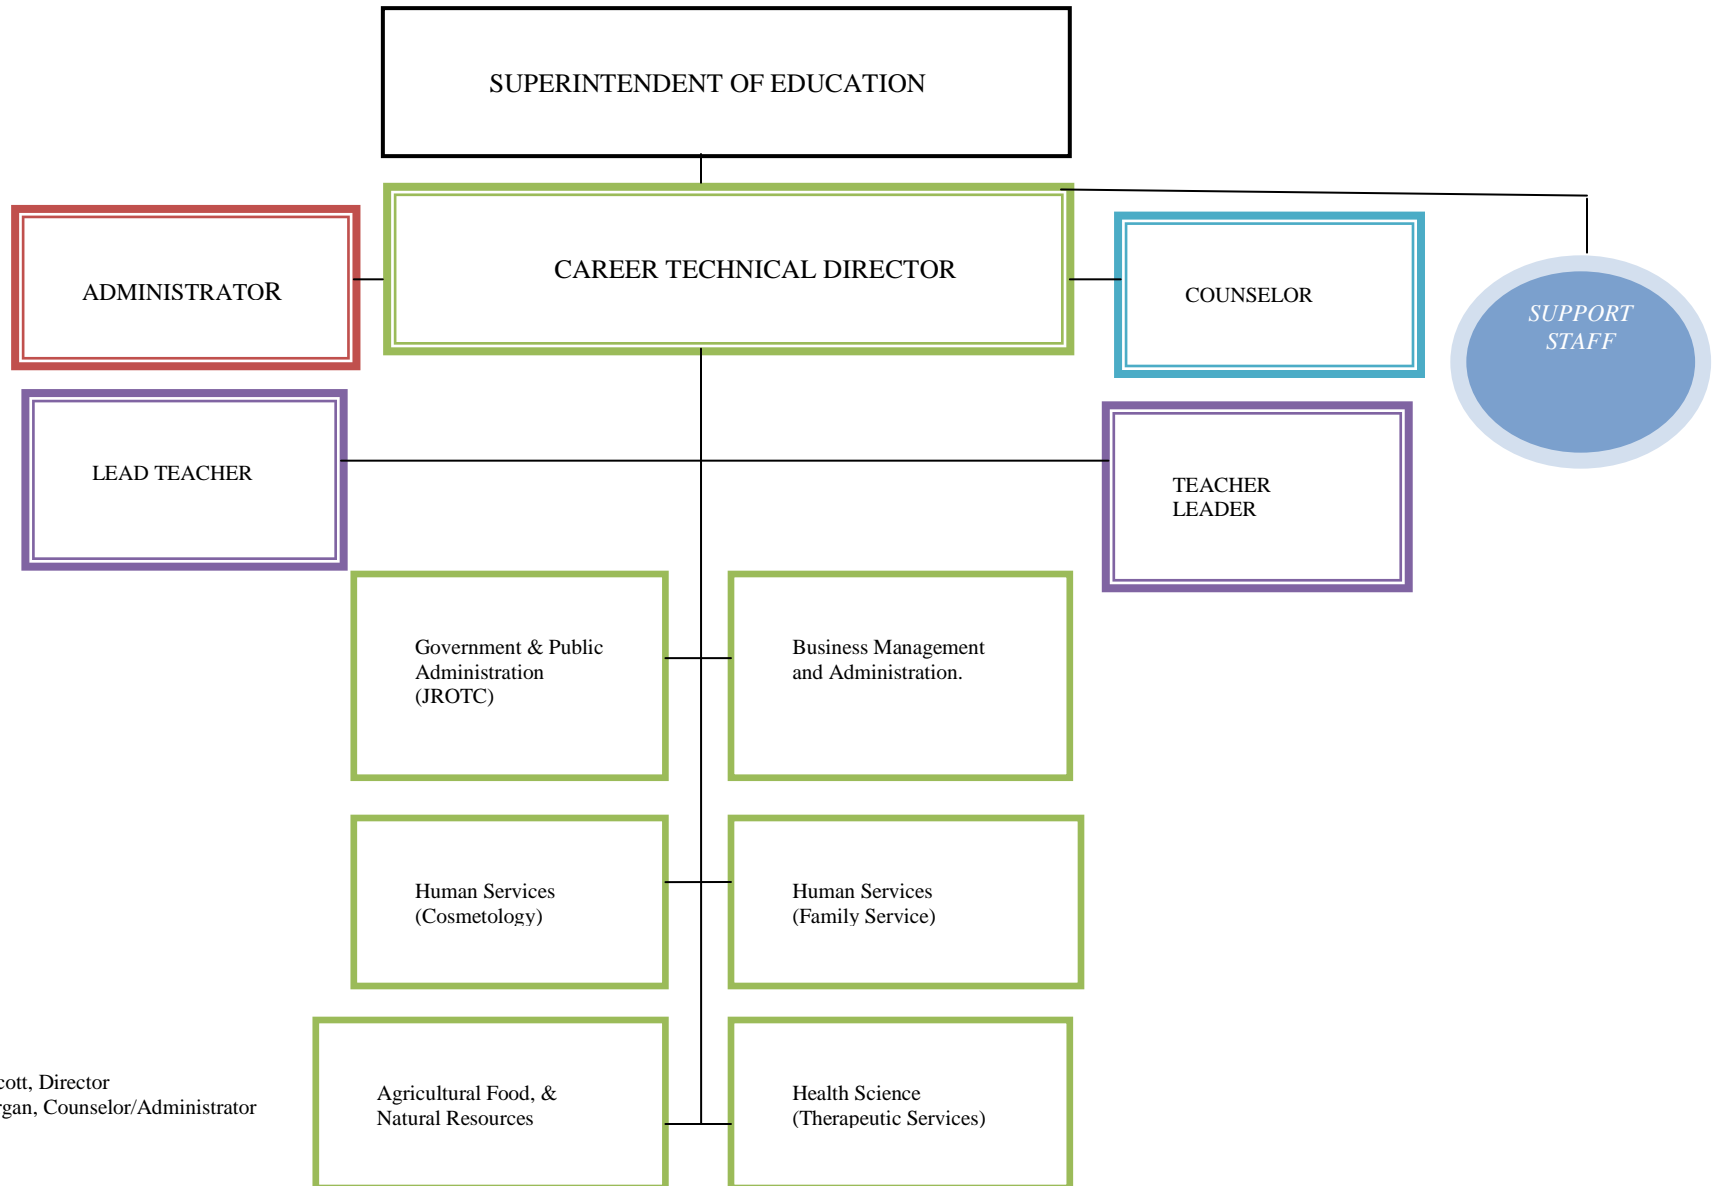 SUPERINTENDENT OF EDUCATION
CAREER TECHNICAL DIRECTOR
ADMINISTRATOR
COUNSELOR
SUPPORT
STAFF
LEAD TEACHER
TEACHER
LEADER
Government & Public
Administration
(JROTC)
Business Management
and Administration.
Human Services
(Cosmetology)
Human Services
(Family Service)
Agricultural Food, &
Natural Resources
Health Science
(Therapeutic Services)
cott, Director
rgan, Counselor/Administrator